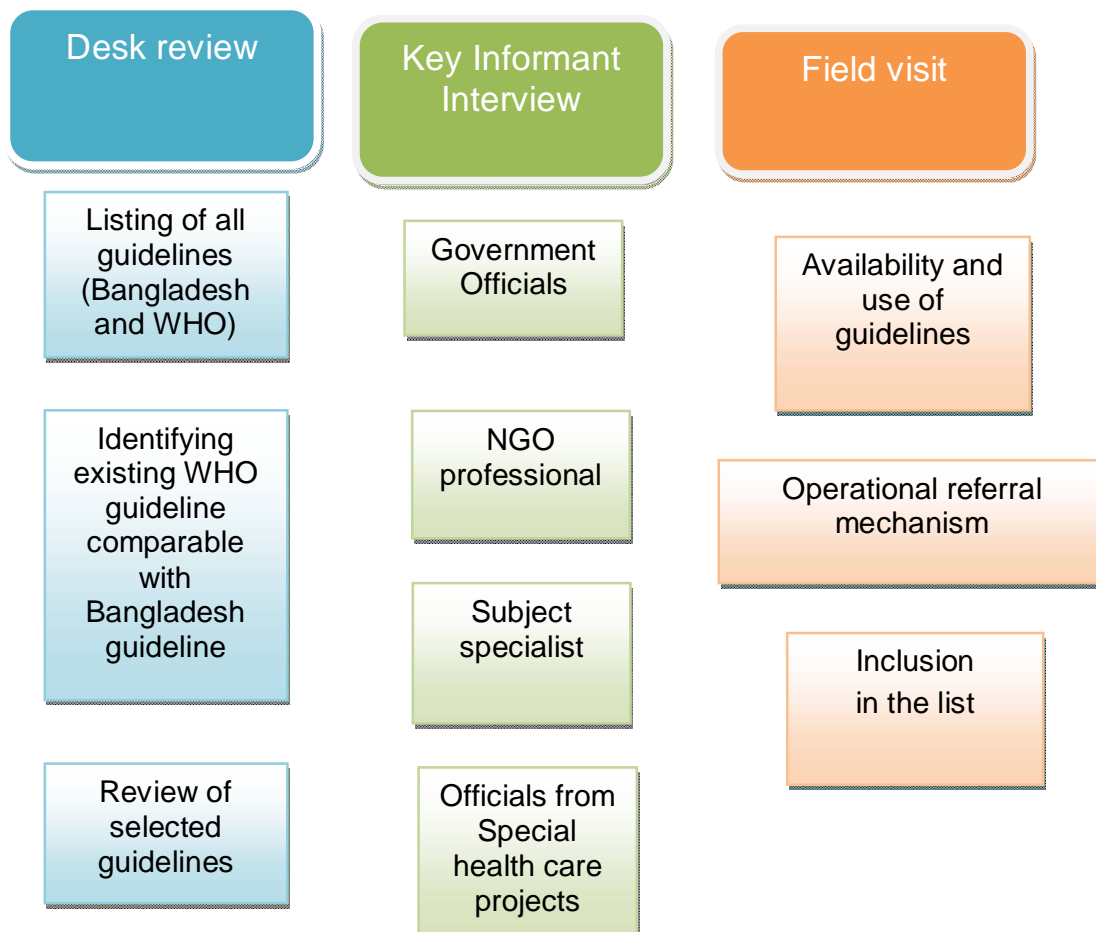 Desk review
Listing of all
guidelines
(Bangladesh
and WHO)
Identifying
existing WHO
guideline
comparable
with
Bangladesh
guideline
Review of
selected
guidelines
Key Informant
Interview
Government
Officials
NGO
professional
Subject
specialist
Officials from
Special
health care
projects
Field visit
Availability and
use of
guidelines
Operational referral
mechanism
Inclusion
in the list